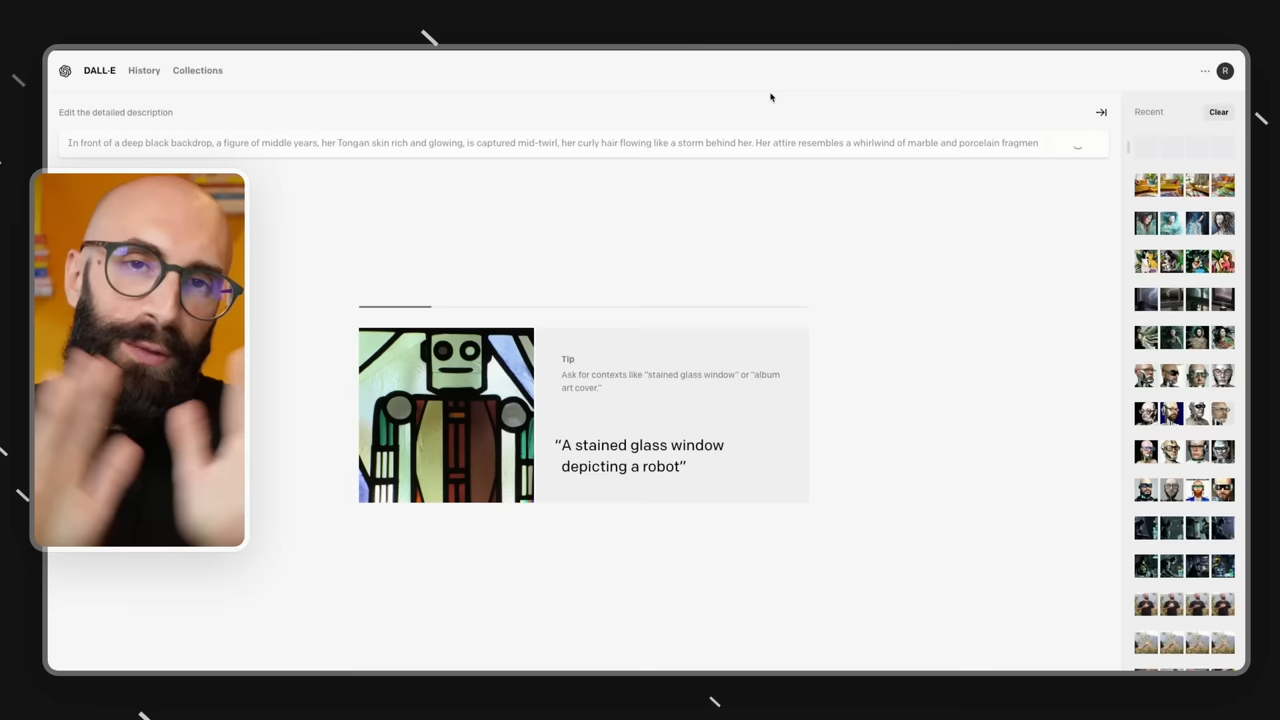 DALL·E History Collections
··· R
Edit the detailed description
Recent Clear
In front of a deep black backdrop, a figure of middle years, her Tongan skin rich and glowing, is captured mid-twirl, her curly hair flowing like a storm behind her. Her attire resembles a whirlwind of marble and porcelain fragmen
Tip
Ask for contexts like “stained glass window” or “album
art cover.”
“A stained glass window
depicting a robot”